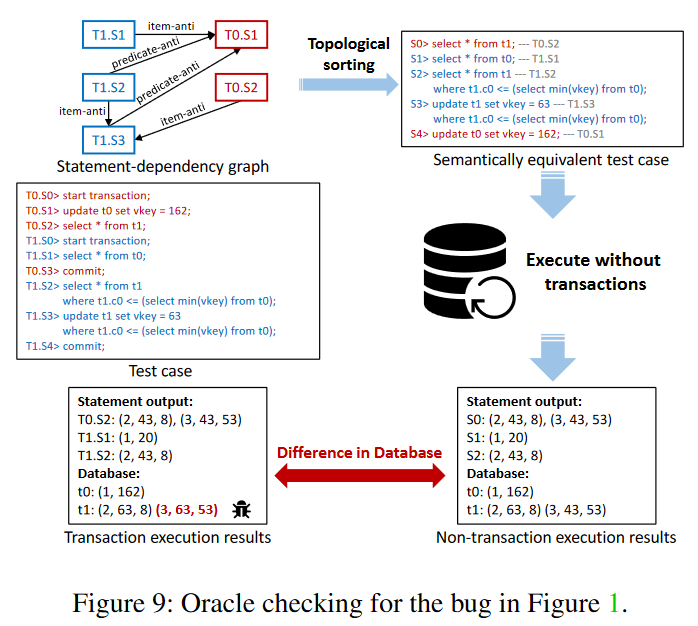 T1.S1
item-anti
T0.S1
predicate-anti
T1.S2
predicate-anti
T0.S2
item-anti
item-anti
T1.S3
Statement-dependency graph
Topological
sorting
S0> select * from t1; --- T0.S2
S1> select * from t0; --- T1.S1
S2> select * from t1 --- T1.S2
where t1.c0 <= (select min(vkey) from t0);
S3> update t1 set vkey = 63 --- T1.S3
where t1.c0 <= (select min(vkey) from t0);
S4> update t0 set vkey = 162; --- T0.S1
Semantically equivalent test case
T0.S0> start transaction;
T0.S1> update t0 set vkey = 162;
T0.S2> select * from t1;
T1.S0> start transaction;
T1.S1> select * from t0;
T0.S3> commit;
T1.S2> select * from t1
where t1.c0 <= (select min(vkey) from t0);
T1.S3> update t1 set vkey = 63
where t1.c0 <= (select min(vkey) from t0);
T1.S4> commit;
Test case
Execute without
transactions
Statement output:
T0.S2: (2, 43, 8), (3, 43, 53)
T1.S1: (1, 20)
T1.S2: (2, 43, 8)
Database:
t0: (1, 162)
t1: (2, 63, 8) (3, 63, 53)
Transaction execution results
Difference in Database
Statement output:
S0: (2, 43, 8), (3, 43, 53)
S1: (1, 20)
S2: (2, 43, 8)
Database:
t0: (1, 162)
t1: (2, 63, 8) (3, 43, 53)
Non-transaction execution results
Figure 9: Oracle checking for the bug in Figure 1.